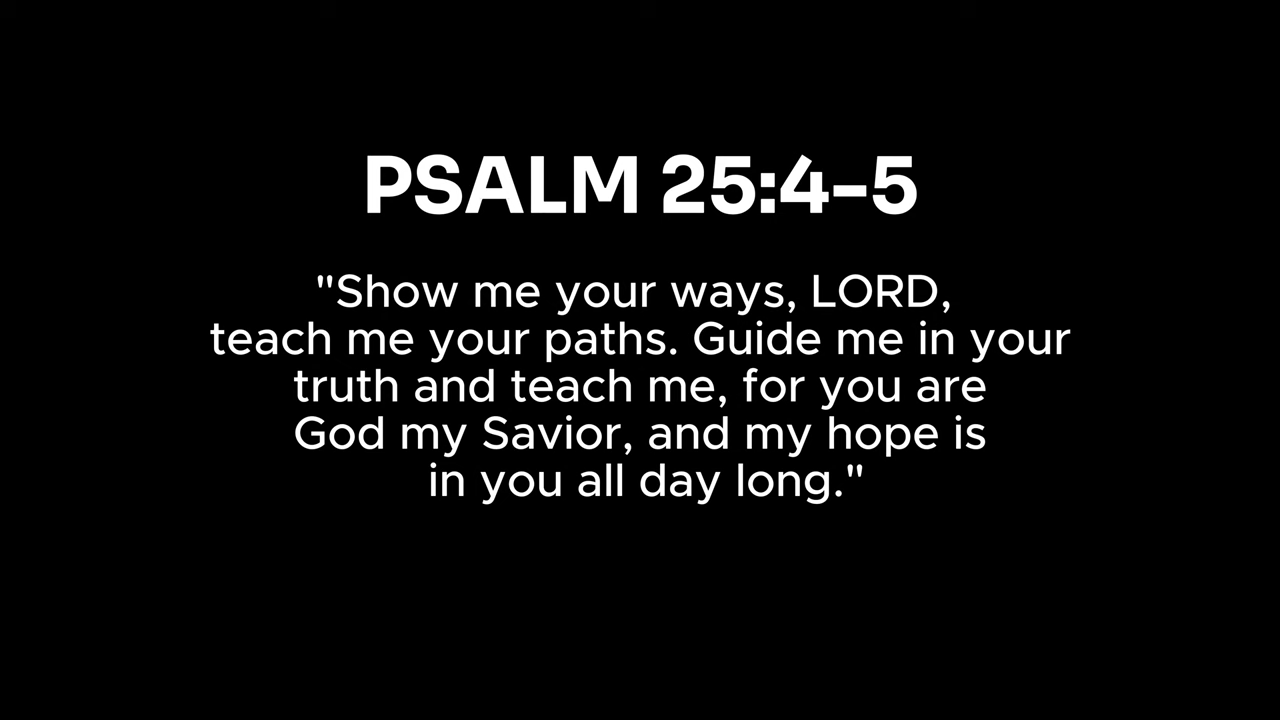 PSALM 25:4-5
"Show me your ways, LORD,
teach me your paths. Guide me in your
truth and teach me, for you are
God my Savior, and my hope is
in you all day long."